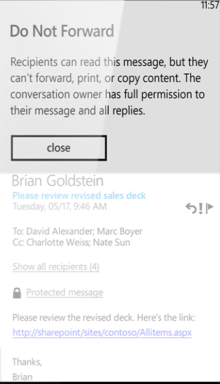 11:57
Do Not Forward
Recipients can read this message, but they
can't forward, print, or copy content. The
conversation owner has full permission to
their message and all replies.
close
Brian Goldstein
Please review revised sales deck
Tuesday, 05/17, 9:46 AM
To: David Alexander; Marc Boyer
Cc: Charlotte Weiss; Nate Sun
Show all recipients (4)
Protected message
Please review the revised deck. Here's the link:
http://sharepoint/sites/contoso/Allitems.aspx
Thanks,
Brian